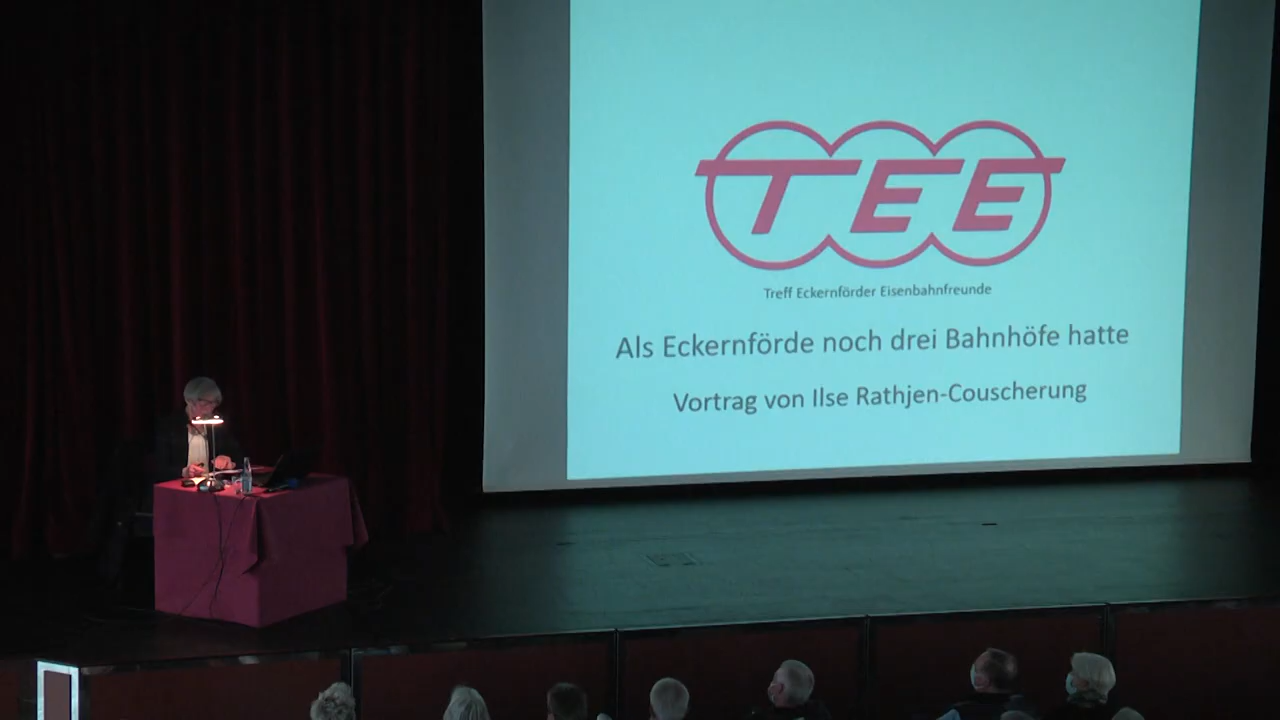 TEE
Treff Eckernförder Eisenbahnfreunde
Als Eckernförde noch drei Bahnhöfe hatte
Vortrag von Ilse Rathjen-Couscherung